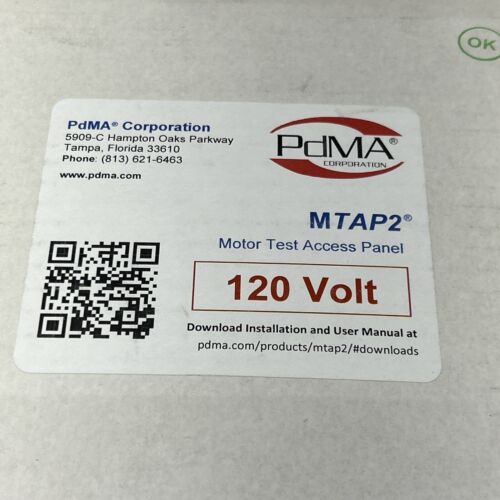 OK
PdMA® Corporation
5909-C Hampton Oaks Parkway
Tampa, Florida 33610
Phone: (813) 621-6463
www.pdma.com
PdMA®
CORPORATION
MTAP2®
Motor Test Access Panel
120 Volt
Download Installation and User Manual at
pdma.com/products/mtap2/#downloads